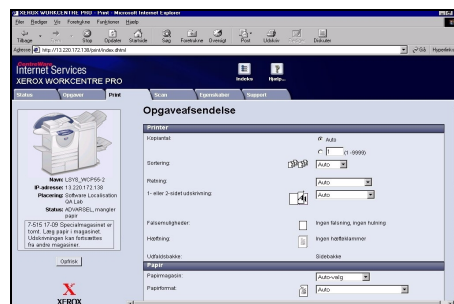 XEROX WORKCENTRE PRO - Print - Microsoft Internet Explorer
Filer Rediger Vis Foretrukne Funktioner Hjælp
Tilbage Stop Opdater Startside Søg Foretrukne Oversigt Post Udskriv Diskuter
Adresse http://13.220.172.138/print/index.dhtml Gå Hyperlinks
CentreWare
Internet Services
XEROX WORKCENTRE PRO
Indeks Hjælp...
Status Opgaver Print Scan Egenskaber Support
Opgaveafsendelse
Printer
Kopiantal: Auto
1 (1 -9999)
Sortering: Auto
Retning: Auto
1- eller 2-sidet udskrivning: Auto
Falsemuligheder: Ingen falsning, ingen hulning
Hæftning: Ingen hæfteklammer
Udfaldsbakke: Sidebakke
Papir
Papirmagasin: Auto-valg
Papirformat: Auto
Navn: LSYS_WCP55-2
IP-adresse: 13.220.172.138
Placering: Software Localisation QA Lab
Status: ADVARSEL, mangler papir
7-515 17-09 Specialmagasinet er
tomt. Læg papir i magasinet.
Udskrivningen kan fortsættes
fra andre magasiner.
Opfrisk
X
XEROX